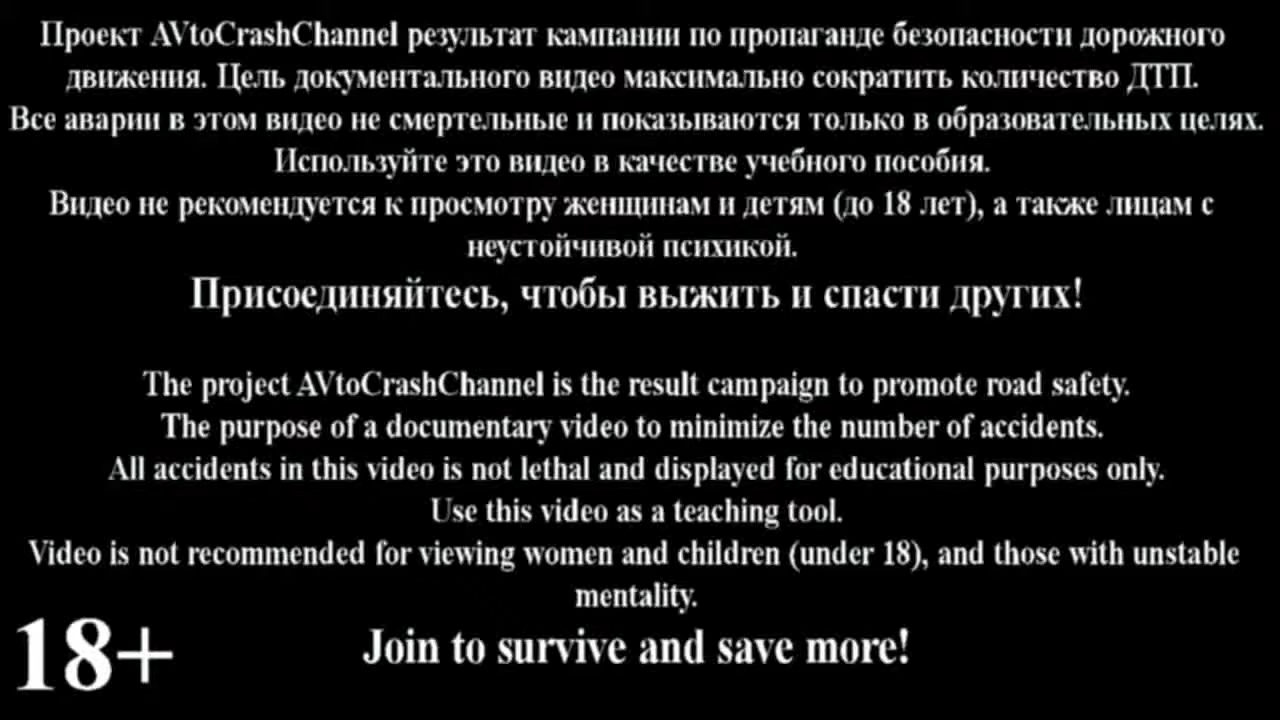 Проект AVtoCrashChannel результат кампании по пропаганде безопасности дорожного
движения. Цель документального видео максимально сократить количество ДТП.
Все аварии в этом видео не смертельные и показываются только в образовательных целях.
Используйте это видео в качестве учебного пособия.
Видео не рекомендуется к просмотру женщинам и детям (до 18 лет), а также лицам с
неустойчивой психикой.
Присоединяйтесь, чтобы выжить и спасти других!
The project AVtoCrashChannel is the result campaign to promote road safety.
The purpose of a documentary video to minimize the number of accidents.
All accidents in this video is not lethal and displayed for educational purposes only.
Use this video as a teaching tool.
Video is not recommended for viewing women and children (under 18), and those with unstable
mentality.
Join to survive and save more!
18+